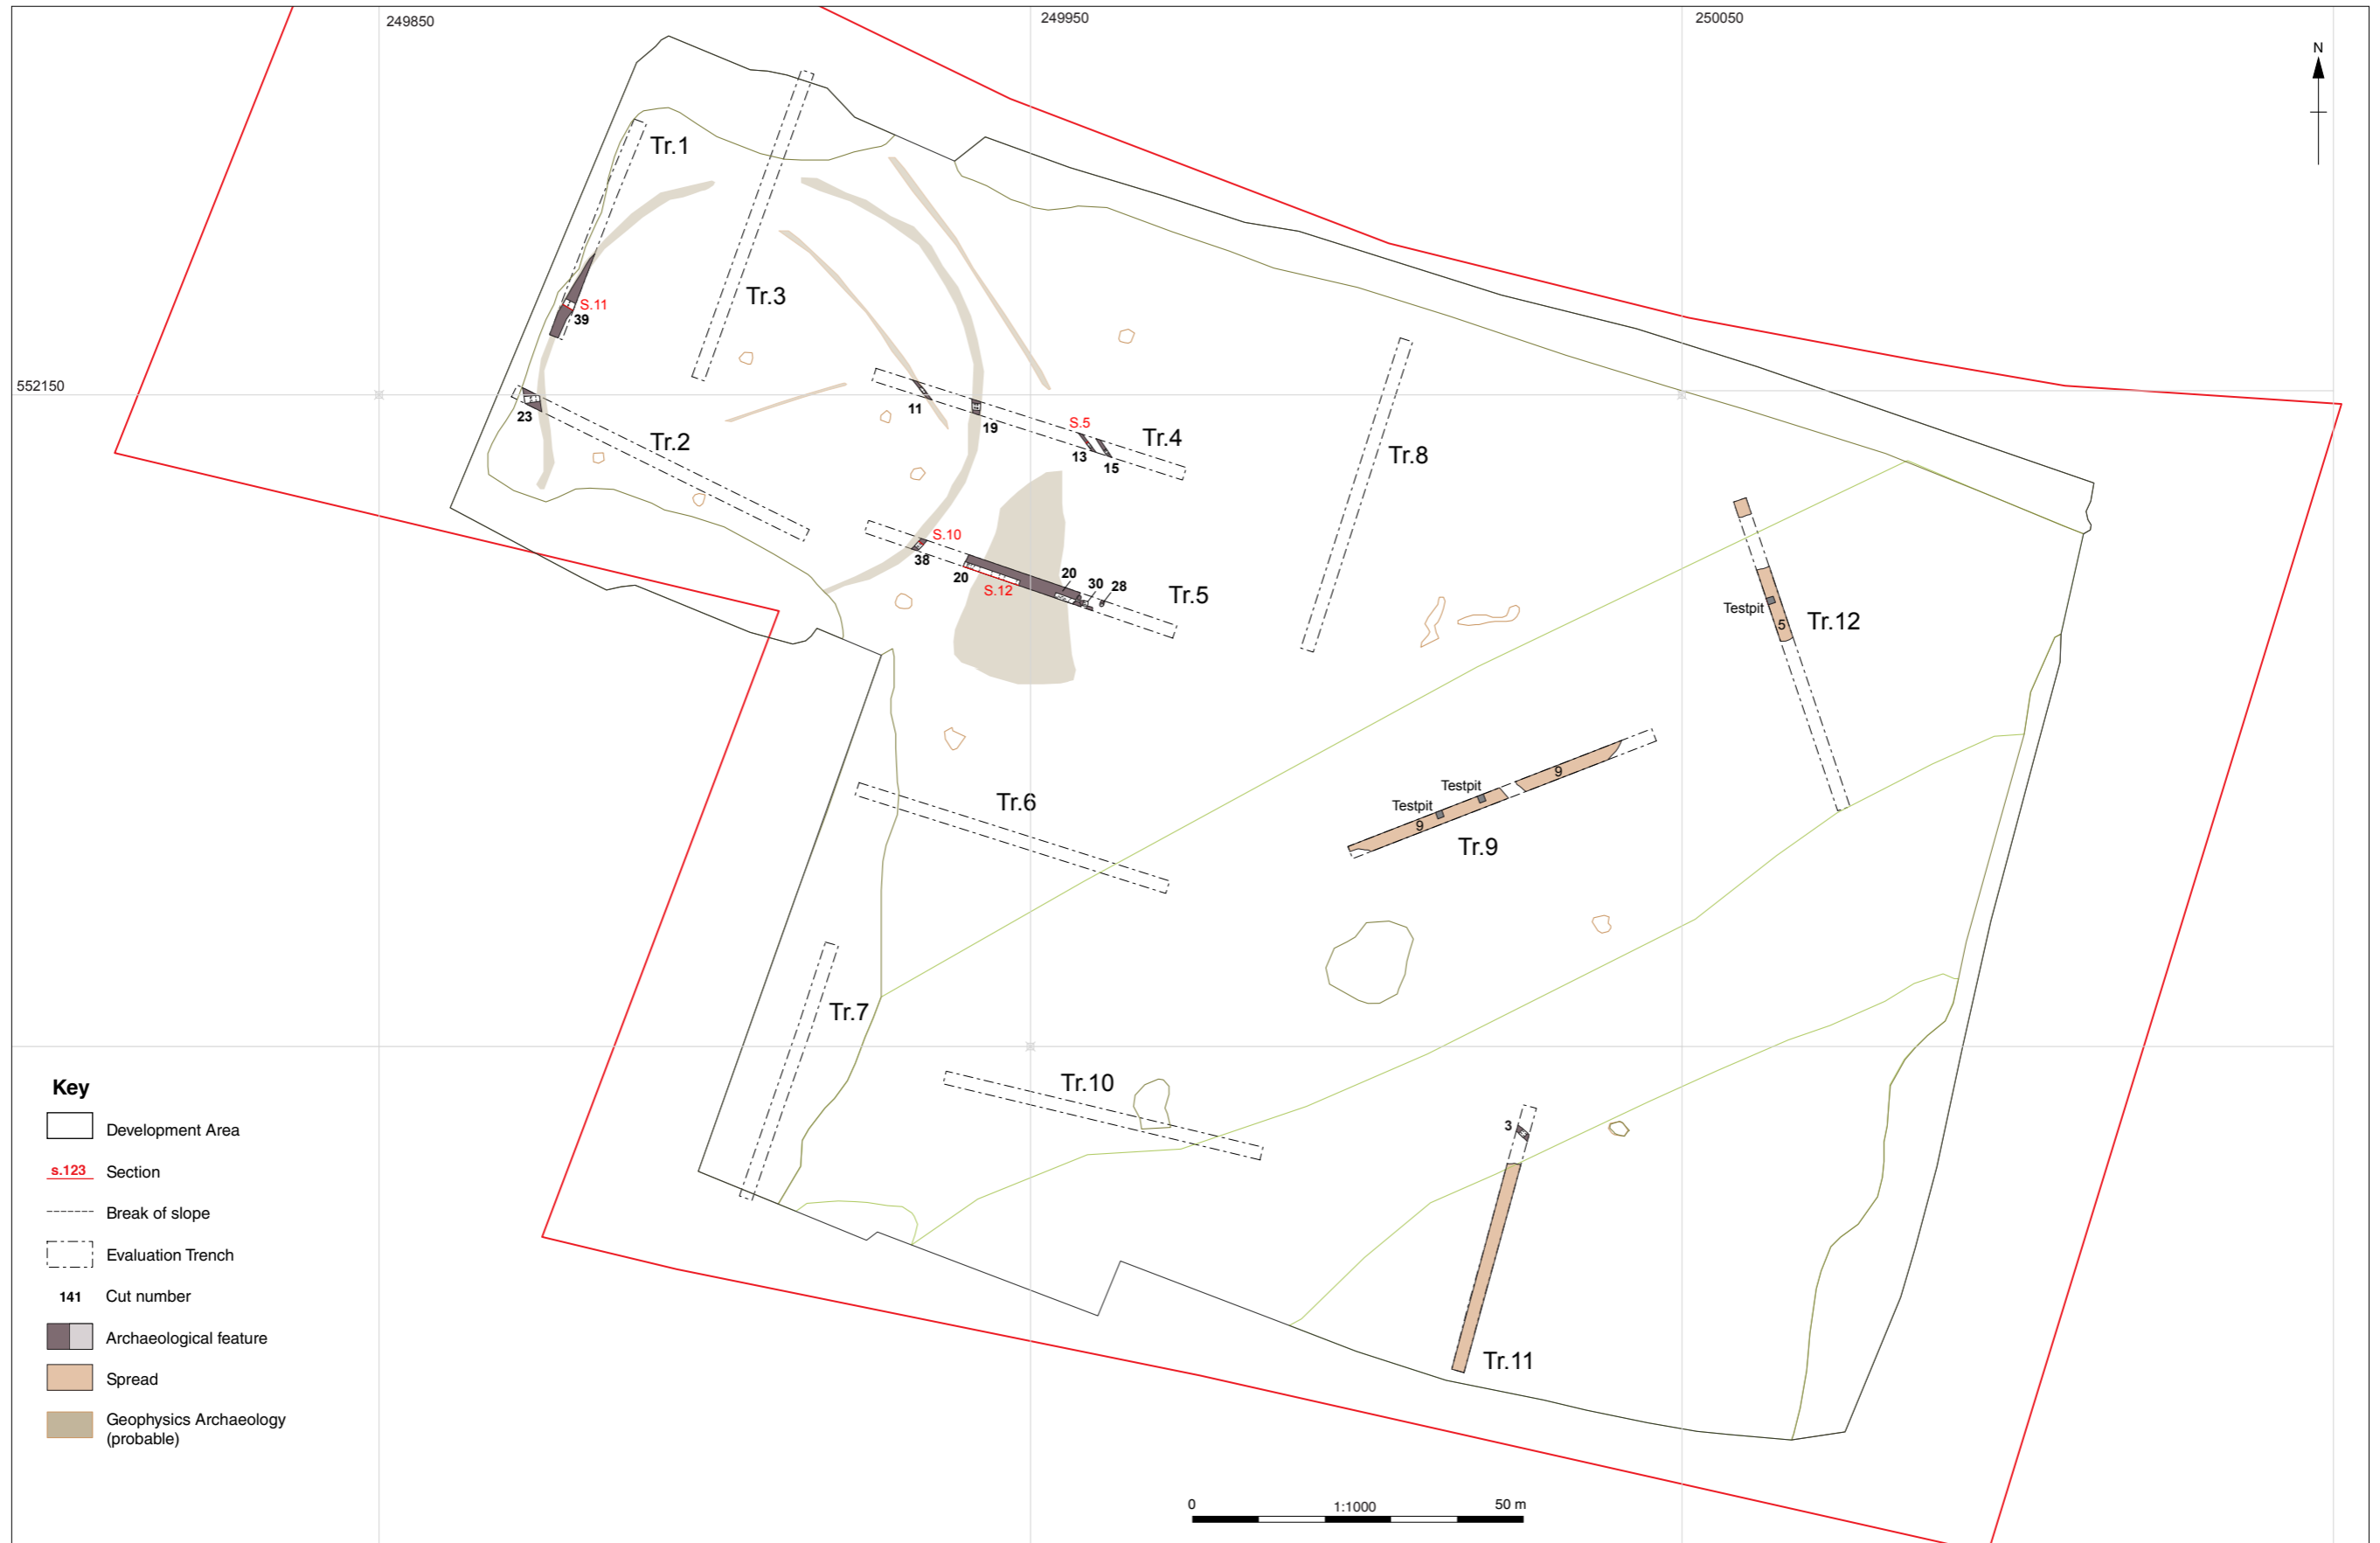 249850
249950
250050
N
Tr.1
Tr.3
S.11
39
552150
23
Tr.2
11
19
S.5
13
15
Tr.4
Tr.8
S.10
38
20
S.12
20
30
28
Tr.5
Testpit
5
Tr.12
Tr.6
Testpit
9
Testpit
9
Tr.9
Tr.7
Tr.10
3
Tr.11
Key
Development Area
s.123
Section
Break of slope
Evaluation Trench
141
Cut number
Archaeological feature
Spread
Geophysics Archaeology
(probable)
0
1:1000
50 m